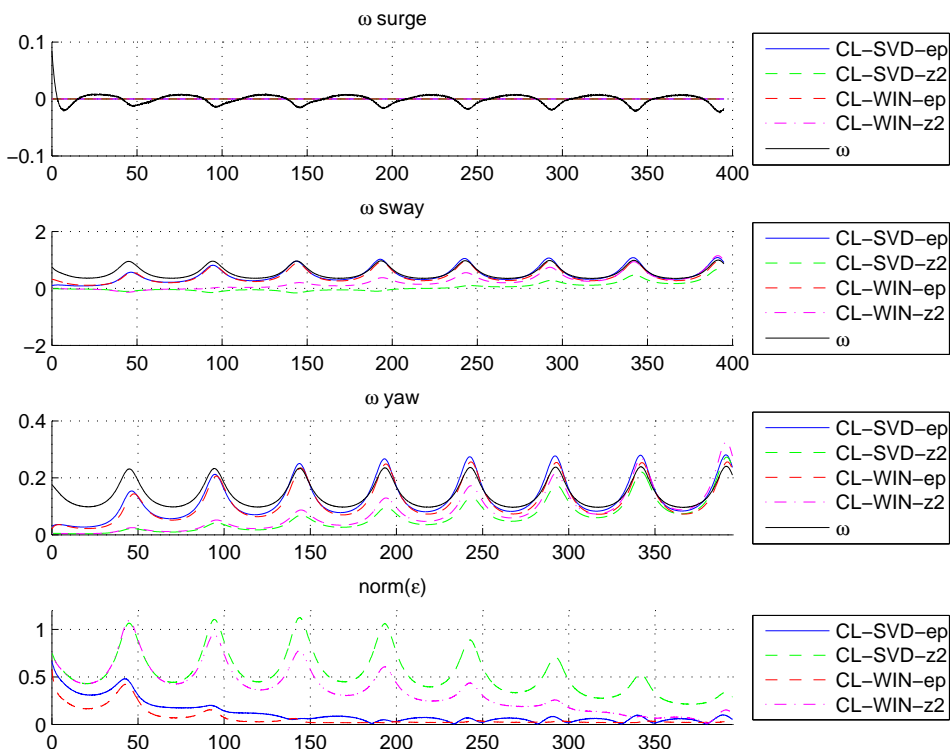 ω surge
0.1
0
−0.1
0 50 100 150 200 250 300 350 400
CL−SVD−ep
CL−SVD−z2
CL−WIN−ep
CL−WIN−z2
ω
ω sway
2
0
−2
0 50 100 150 200 250 300 350 400
CL−SVD−ep
CL−SVD−z2
CL−WIN−ep
CL−WIN−z2
ω
ω yaw
0.4
0.2
0
0 50 100 150 200 250 300 350
CL−SVD−ep
CL−SVD−z2
CL−WIN−ep
CL−WIN−z2
ω
norm(ε)
1
0.5
0
0 50 100 150 200 250 300 350
CL−SVD−ep
CL−SVD−z2
CL−WIN−ep
CL−WIN−z2